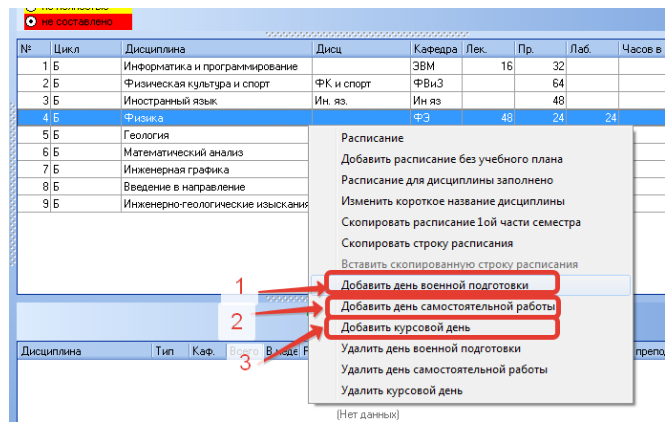 не полностью
не составлено
№ Цикл Дисциплина Дисц Кафедра Лек. Пр. Лаб. Часов в
1 Б Информатика и программирование ЭВМ 16 32
2 Б Физическая культура и спорт ФК и спорт ФВиЗ 64
3 Б Иностранный язык Ин. яз. Ин яз 48
4 Б Физика ФЭ 48 24 24
5 Б Геология
6 Б Математический анализ
7 Б Инженерная графика
8 Б Введение в направление
9 Б Инженерно-геологические изыскания
Расписание
Добавить расписание без учебного плана
Расписание для дисциплины заполнено
Изменить короткое название дисциплины
Скопировать расписание 1ой части семестра
Скопировать строку расписания
Вставить скопированную строку расписания
1 Добавить день военной подготовки
2 Добавить день самостоятельной работы
3 Добавить курсовой день
Удалить день военной подготовки
Удалить день самостоятельной работы
Удалить курсовой день
Дисциплина Тип Каф. Всего В неде препод
(Нет данных)